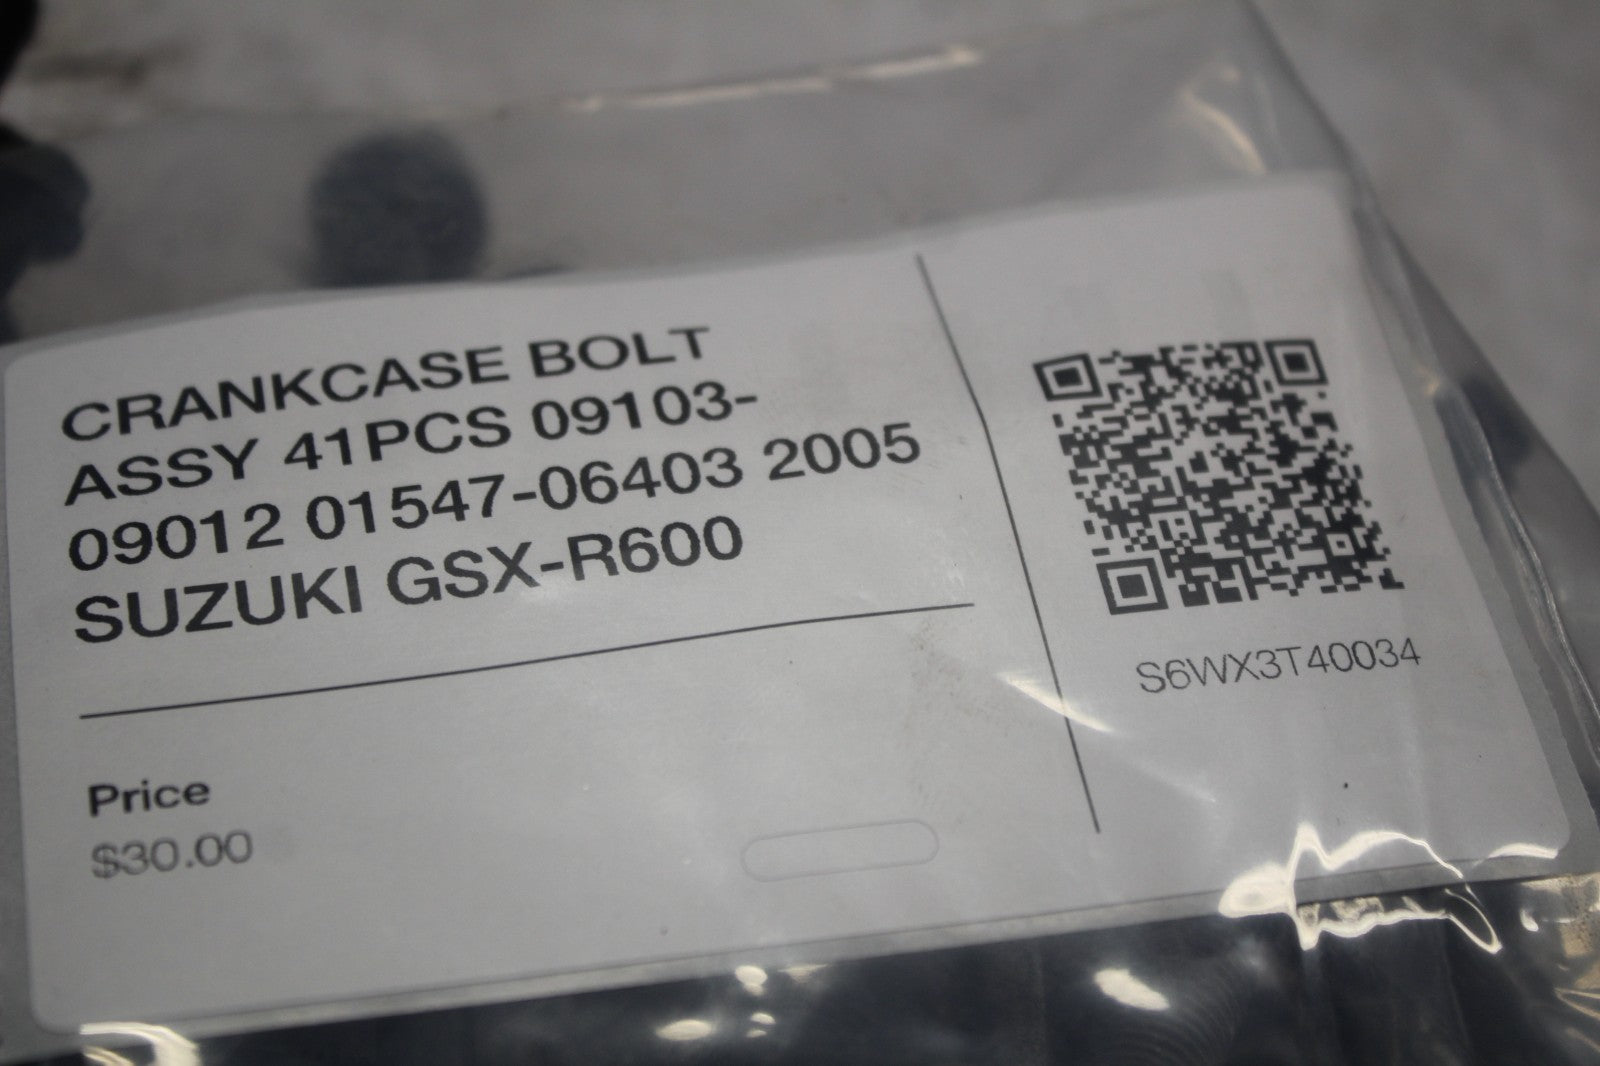 CRANKCASE BOLT
ASSY 41PCS 09103-
09012 01547-06403 2005
SUZUKI GSX-R600
Price
$30.00
S6WX3T40034